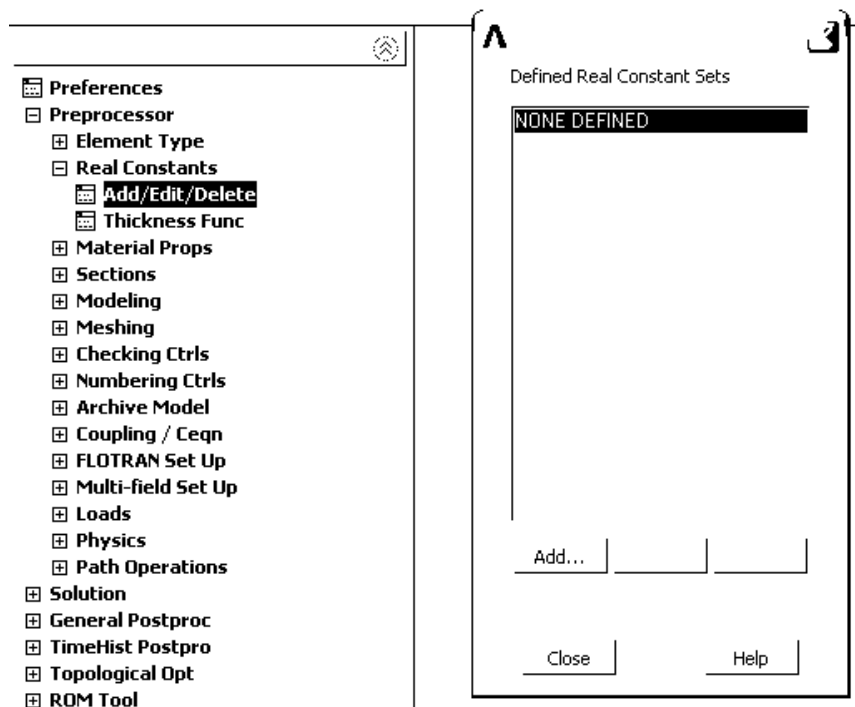 Preferences
Preprocessor
Element Type
Real Constants
Add/Edit/Delete
Thickness Func
Material Props
Sections
Modeling
Meshing
Checking Ctrls
Numbering Ctrls
Archive Model
Coupling / Ceqn
FLOTRAN Set Up
Multi-field Set Up
Loads
Physics
Path Operations
Solution
General Postproc
TimeHist Postpro
Topological Opt
ROM Tool
Defined Real Constant Sets
NONE DEFINED
Add...
Close Help